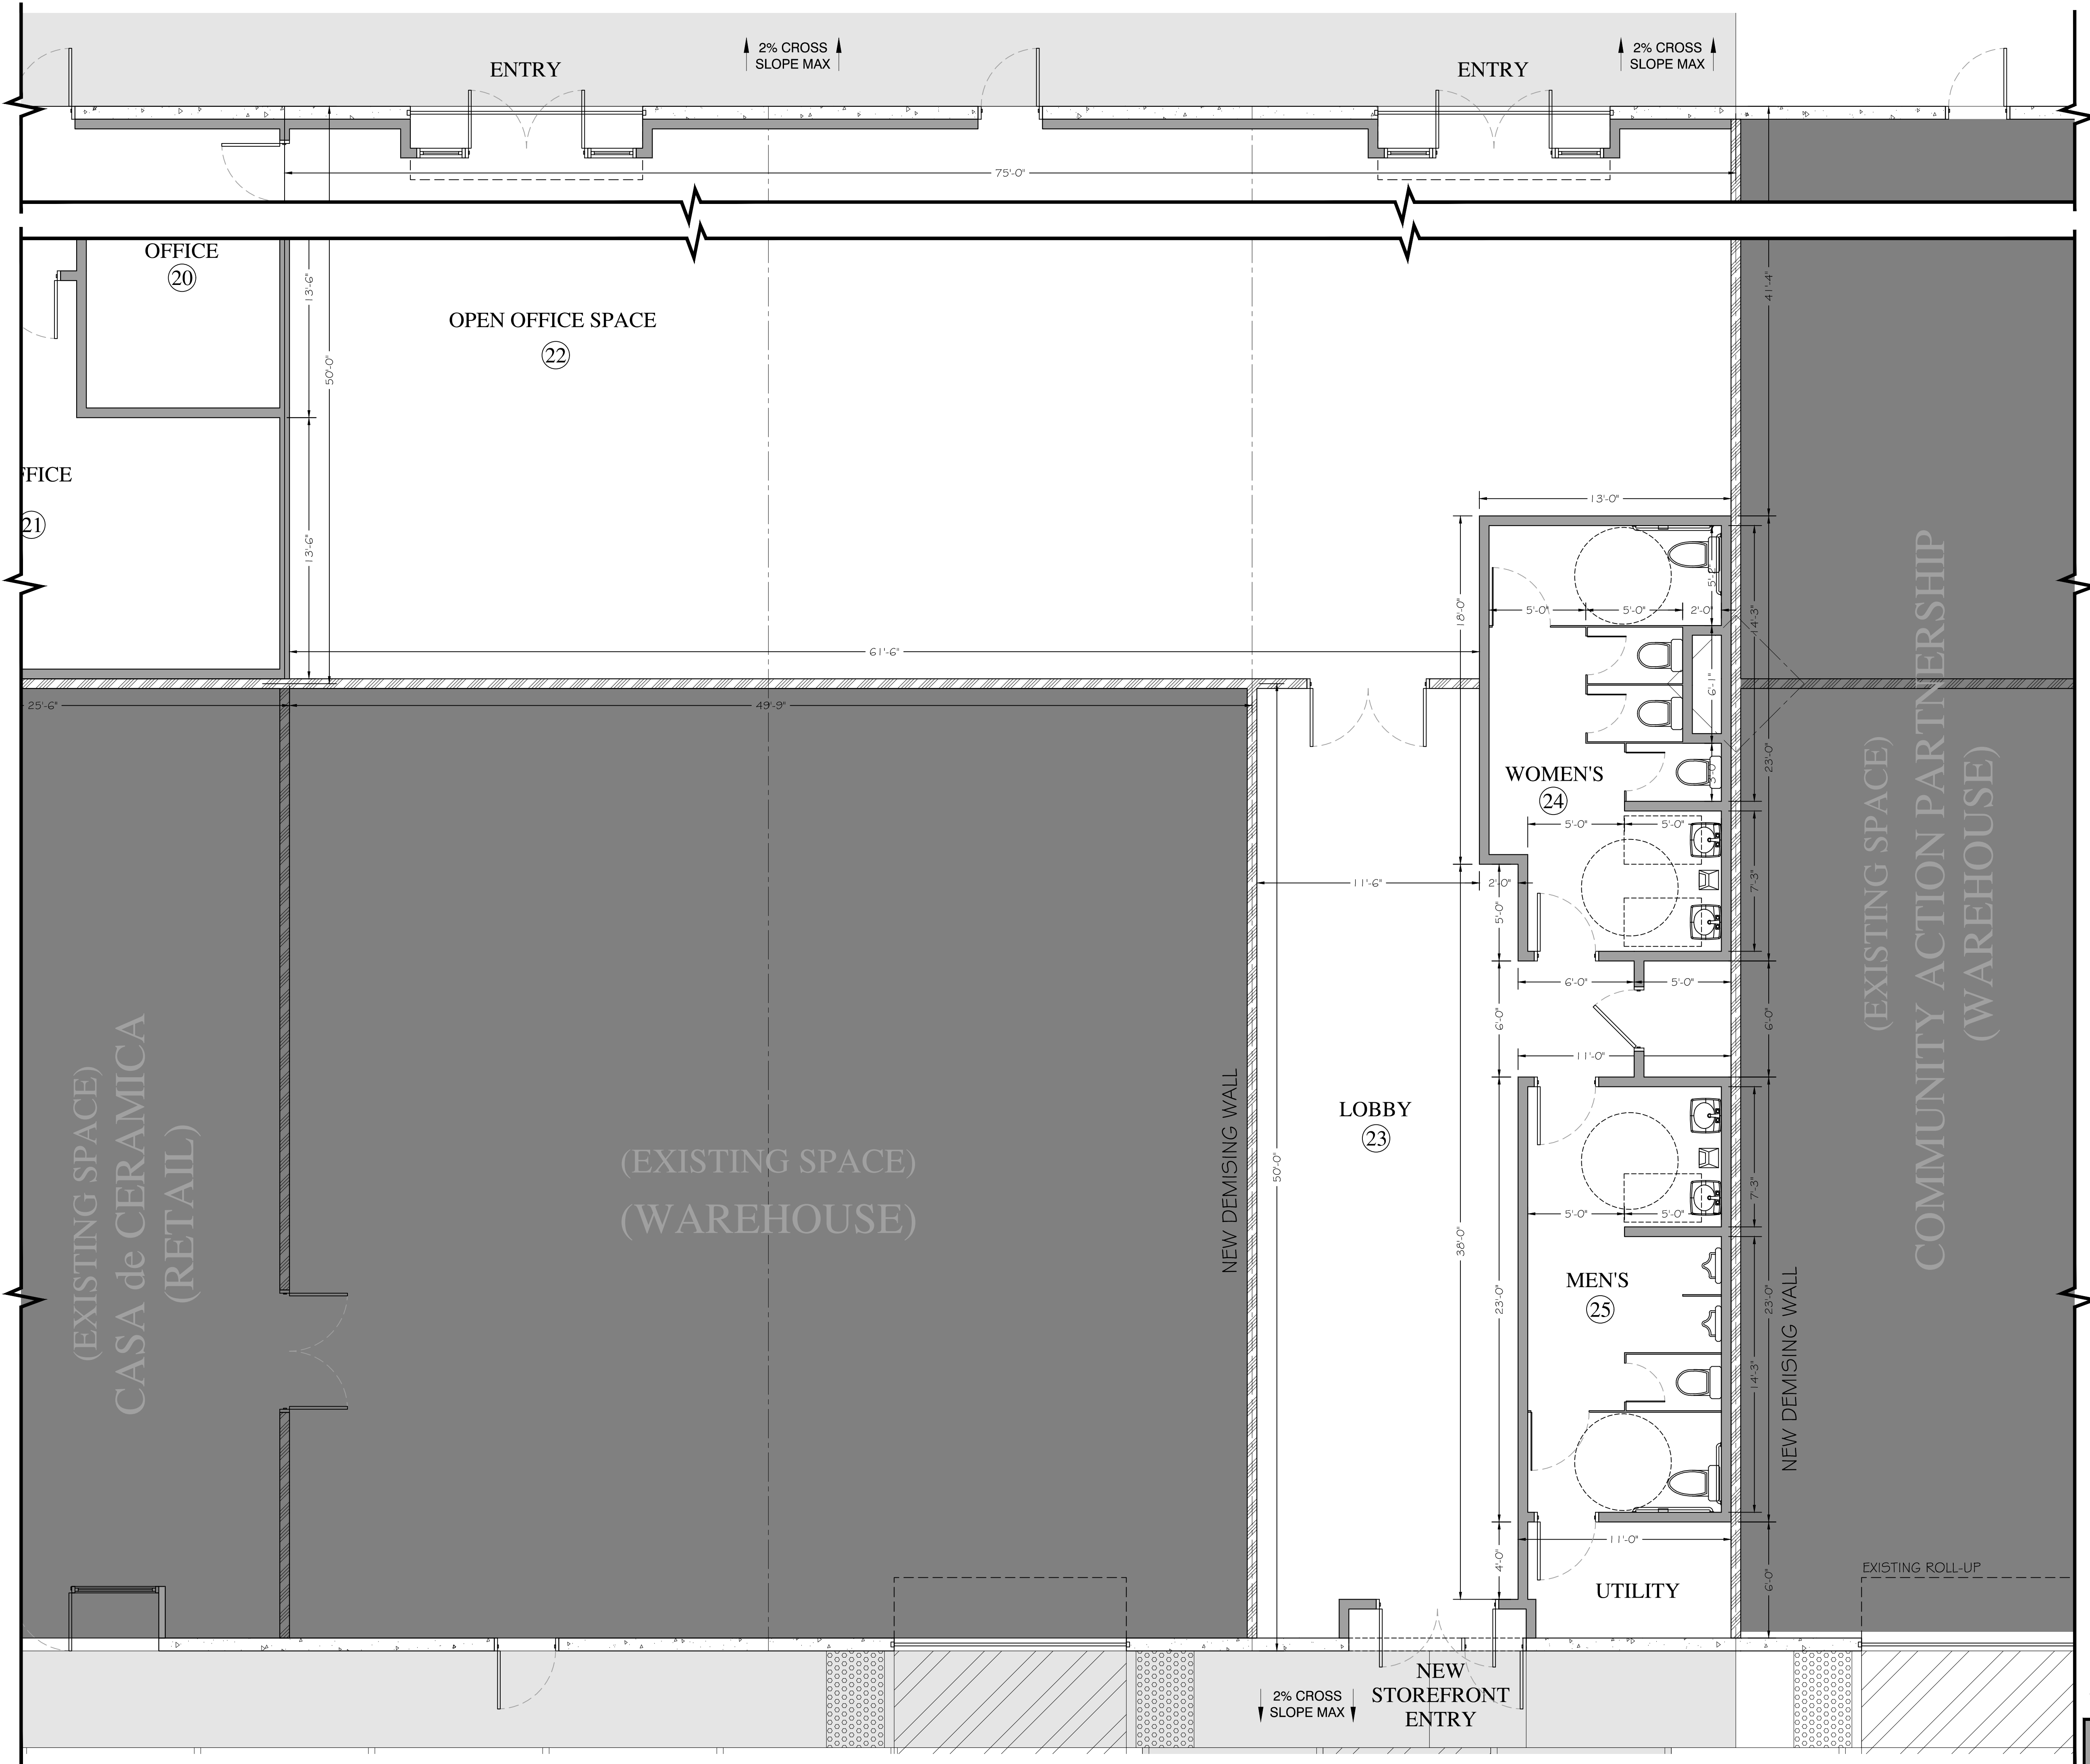 ENTRY
2% CROSS
SLOPE MAX
ENTRY
2% CROSS
SLOPE MAX
75'-0"
OFFICE
20
13'-6"
50'-0"
OPEN OFFICE SPACE
22
41'-4"
FFICE
21
13'-6"
13'-0"
18'-0"
5'-0"
5'-0"
2'-0"
5'-2"
14'-3"
61'-6"
6'-1"
25'-6"
49'-9"
23'-0"
WOMEN'S
24
3'-0"
5'-0"
5'-0"
11'-6"
2'-0"
5'-0"
7'-3"
6'-0"
5'-0"
6'-0"
6'-0"
11'-0"
(EXISTING SPACE)
COMMUNITY ACTION PARTNERSHIP
(WAREHOUSE)
(EXISTING SPACE)
CASA de CERAMICA
(RETAIL)
(EXISTING SPACE)
(WAREHOUSE)
NEW DEMISING WALL
50'-0"
LOBBY
23
38'-0"
23'-0"
7'-3"
5'-0"
5'-0"
MEN'S
25
23'-0"
14'-3"
NEW DEMISING WALL
11'-0"
4'-0"
6'-0"
UTILITY
EXISTING ROLL-UP
2% CROSS
SLOPE MAX
NEW
STOREFRONT
ENTRY